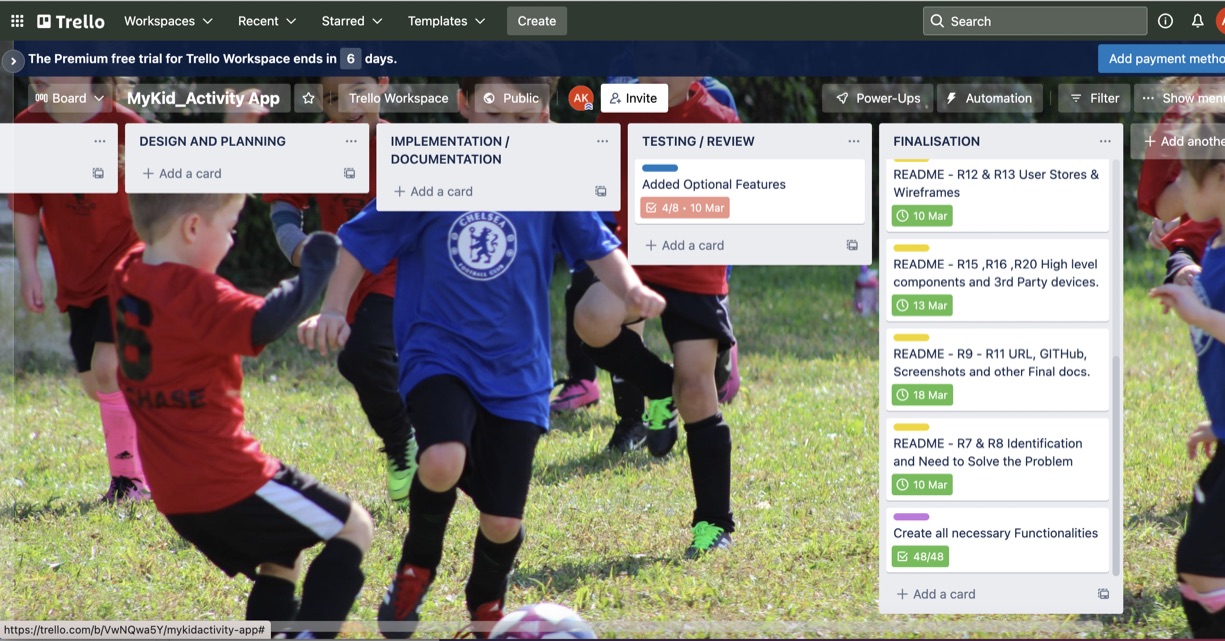 Trello
Workspaces
Recent
Starred
Templates
Create
Search
The Premium free trial for Trello Workspace ends in 6 days.
Add payment metho
Board
MyKid_Activity App
Trello Workspace
Public
AK
Invite
Power-Ups
Automation
Filter
Show menu
Add anothe
DESIGN AND PLANNING
Add a card
IMPLEMENTATION /
DOCUMENTATION
Add a card
TESTING / REVIEW
Added Optional Features
4/8 • 10 Mar
Add a card
FINALISATION
README - R12 & R13 User Stores &
Wireframes
10 Mar
README - R15 ,R16 ,R20 High level
components and 3rd Party devices.
13 Mar
README - R9 - R11 URL, GITHub,
Screenshots and other Final docs.
18 Mar
README - R7 & R8 Identification
and Need to Solve the Problem
10 Mar
Create all necessary Functionalities
48/48
Add a card
CHELSEA
FOOTBALL CLUB
6
CHASE
https://trello.com/b/VwNQwa5Y/mykidactivity-app#